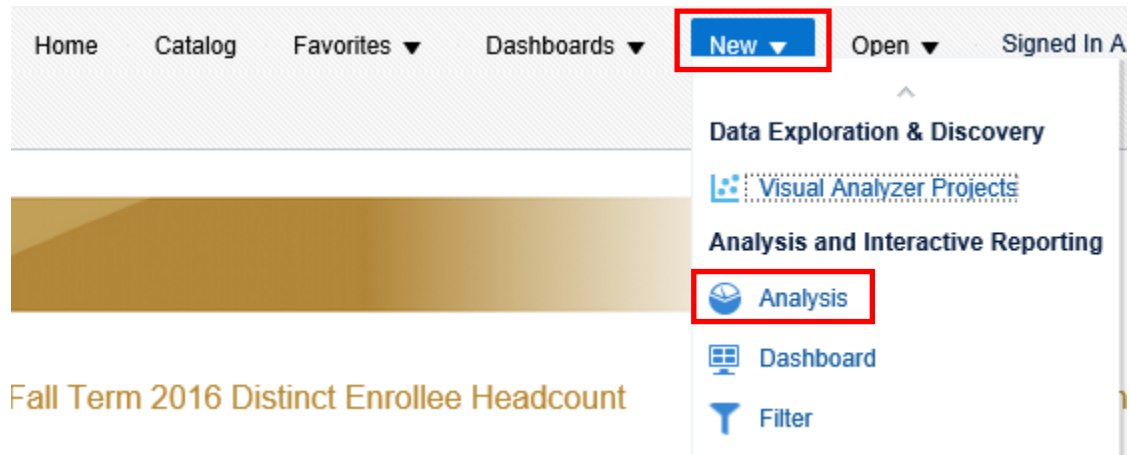 Home Catalog Favorites Dashboards New Open Signed In A
Data Exploration & Discovery
Visual Analyzer Projects
Analysis and Interactive Reporting
Analysis
Dashboard
Filter
Fall Term 2016 Distinct Enrollee Headcount